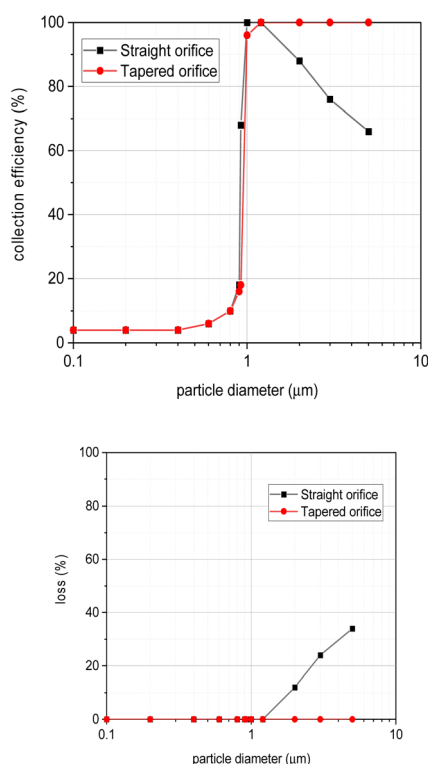 100
80
60
40
20
0
collection efficiency (%)
Straight orifice
Tapered orifice
0.1 1 10
particle diameter (μm)
100
80
60
40
20
0
loss (%)
Straight orifice
Tapered orifice
0.1 1 10
particle diameter (μm)